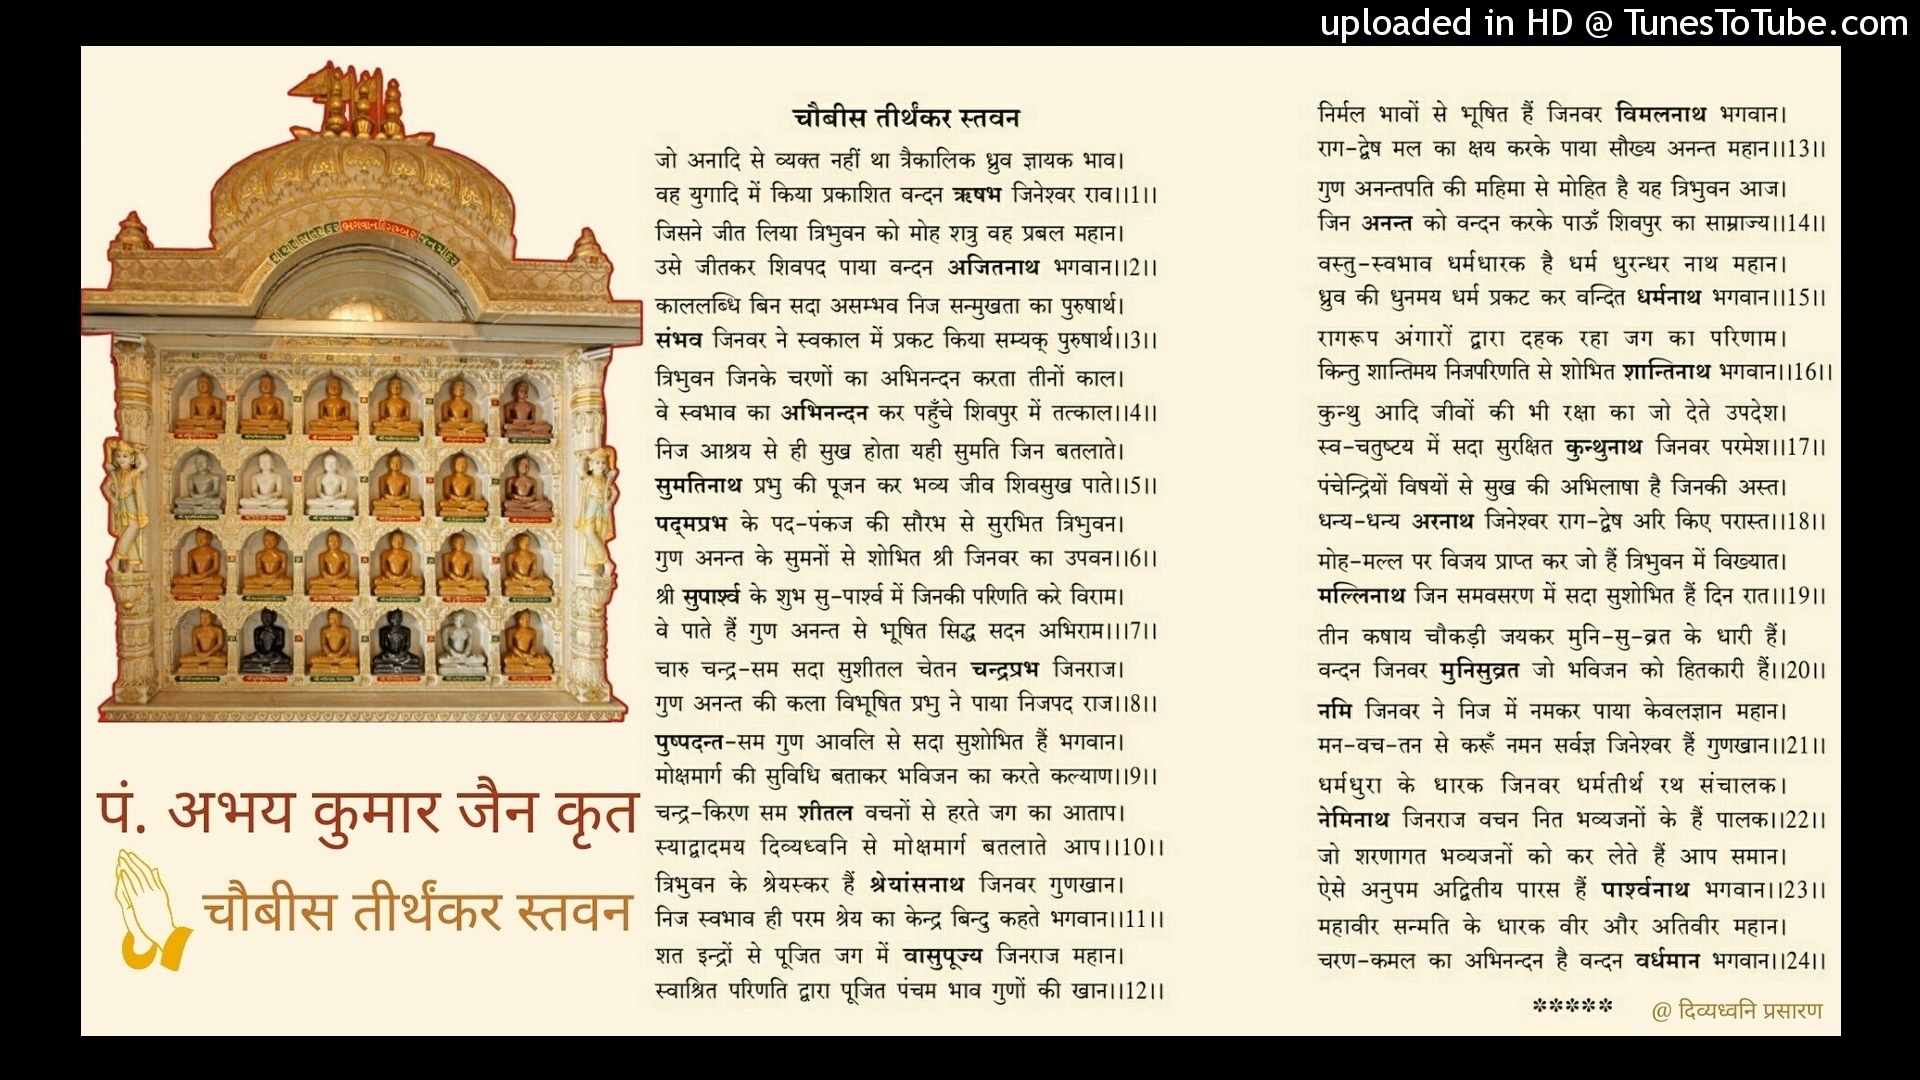 uploaded in HD @ TunesToTube.com
पं. अभय कुमार जैन कृत
चौबीस तीर्थंकर स्तवन
चौबीस तीर्थंकर स्तवन
जो अनादि से व्यक्त नहीं था त्रैकालिक ध्रुव ज्ञायक भाव।
वह युगादि में किया प्रकाशित वन्दन ऋषभ जिनेश्वर राव।।1।।
जिसने जीत लिया त्रिभुवन को मोह शत्रु वह प्रबल महान।
उसे जीतकर शिवपद पाया वन्दन अजितनाथ भगवान।।2।।
काललब्धि बिन सदा असम्भव निज सन्मुखता का पुरुषार्थ।
संभव जिनवर ने स्वकाल में प्रकट किया सम्यक् पुरुषार्थ।।3।।
त्रिभुवन जिनके चरणों का अभिनन्दन करता तीनों काल।
वे स्वभाव का अभिनन्दन कर पहुँचे शिवपुर में तत्काल।।4।।
निज आश्रय से ही सुख होता यही सुमति जिन बतलाते।
सुमतिनाथ प्रभु की पूजन कर भव्य जीव शिवसुख पाते।।5।।
पद्मप्रभ के पद-पंकज की सौरभ से सुरभित त्रिभुवन।
गुण अनन्त के सुमनों से शोभित श्री जिनवर का उपवन।।6।।
श्री सुपार्श्व के शुभ सु-पार्श्व में जिनकी परिणति करे विराम।
वे पाते हैं गुण अनन्त से भूषित सिद्ध सदन अभिराम।।।7।।
चारु चन्द्र-सम सदा सुशीतल चेतन चन्द्रप्रभ जिनराज।
गुण अनन्त की कला विभूषित प्रभु ने पाया निजपद राज।।8।।
पुष्पदन्त-सम गुण आवलि से सदा सुशोभित हैं भगवान।
मोक्षमार्ग की सुविधि बताकर भविजन का करते कल्याण।।9।।
चन्द्र-किरण सम शीतल वचनों से हरते जग का आताप।
स्याद्वादमय दिव्यध्वनि से मोक्षमार्ग बतलाते आप।।10।।
त्रिभुवन के श्रेयस्कर हैं श्रेयांसनाथ जिनवर गुणखान।
निज स्वभाव ही परम श्रेय का केन्द्र बिन्दु कहते भगवान।।11।।
शत इन्द्रों से पूजित जग में वासुपूज्य जिनराज महान।
स्वाश्रित परिणति द्वारा पूजित पंचम भाव गुणों की खान।।12।।
निर्मल भावों से भूषित हैं जिनवर विमलनाथ भगवान।
राग-द्वेष मल का क्षय करके पाया सौख्य अनन्त महान।।13।।
गुण अनन्तपति की महिमा से मोहित है यह त्रिभुवन आज।
जिन अनन्त को वन्दन करके पाऊँ शिवपुर का साम्राज्य।।14।।
वस्तु-स्वभाव धर्मधारक है धर्म धुरन्धर नाथ महान।
ध्रुव की धुनमय धर्म प्रकट कर वन्दित धर्मनाथ भगवान।।15।।
रागरूप अंगारों द्वारा दहक रहा जग का परिणाम।
किन्तु शान्तिमय निजपरिणति से शोभित शान्तिनाथ भगवान।।16।।
कुन्थु आदि जीवों की भी रक्षा का जो देते उपदेश।
स्व-चतुष्टय में सदा सुरक्षित कुन्थुनाथ जिनवर परमेश।।17।।
पंचेन्द्रियों विषयों से सुख की अभिलाषा है जिनकी अस्त।
धन्य-धन्य अरनाथ जिनेश्वर राग-द्वेष अरि किए परास्त।।18।।
मोह-मल्ल पर विजय प्राप्त कर जो हैं त्रिभुवन में विख्यात।
मल्लिनाथ जिन समवसरण में सदा सुशोभित हैं दिन रात।।19।।
तीन कषाय चौकड़ी जयकर मुनि-सु-व्रत के धारी हैं।
वन्दन जिनवर मुनिसुव्रत जो भविजन को हितकारी हैं।।20।।
नमि जिनवर ने निज में नमकर पाया केवलज्ञान महान।
मन-वच-तन से करूँ नमन सर्वज्ञ जिनेश्वर हैं गुणखान।।21।।
धर्मधुरा के धारक जिनवर धर्मतीर्थ रथ संचालक।
नेमिनाथ जिनराज वचन नित भव्यजनों के हैं पालक।।22।।
जो शरणागत भव्यजनों को कर लेते हैं आप समान।
ऐसे अनुपम अद्वितीय पारस हैं पार्श्वनाथ भगवान।।23।।
महावीर सन्मति के धारक वीर और अतिवीर महान।
चरण-कमल का अभिनन्दन है वन्दन वर्धमान भगवान।।24।।
*****
@ दिव्यध्वनि प्रसारण